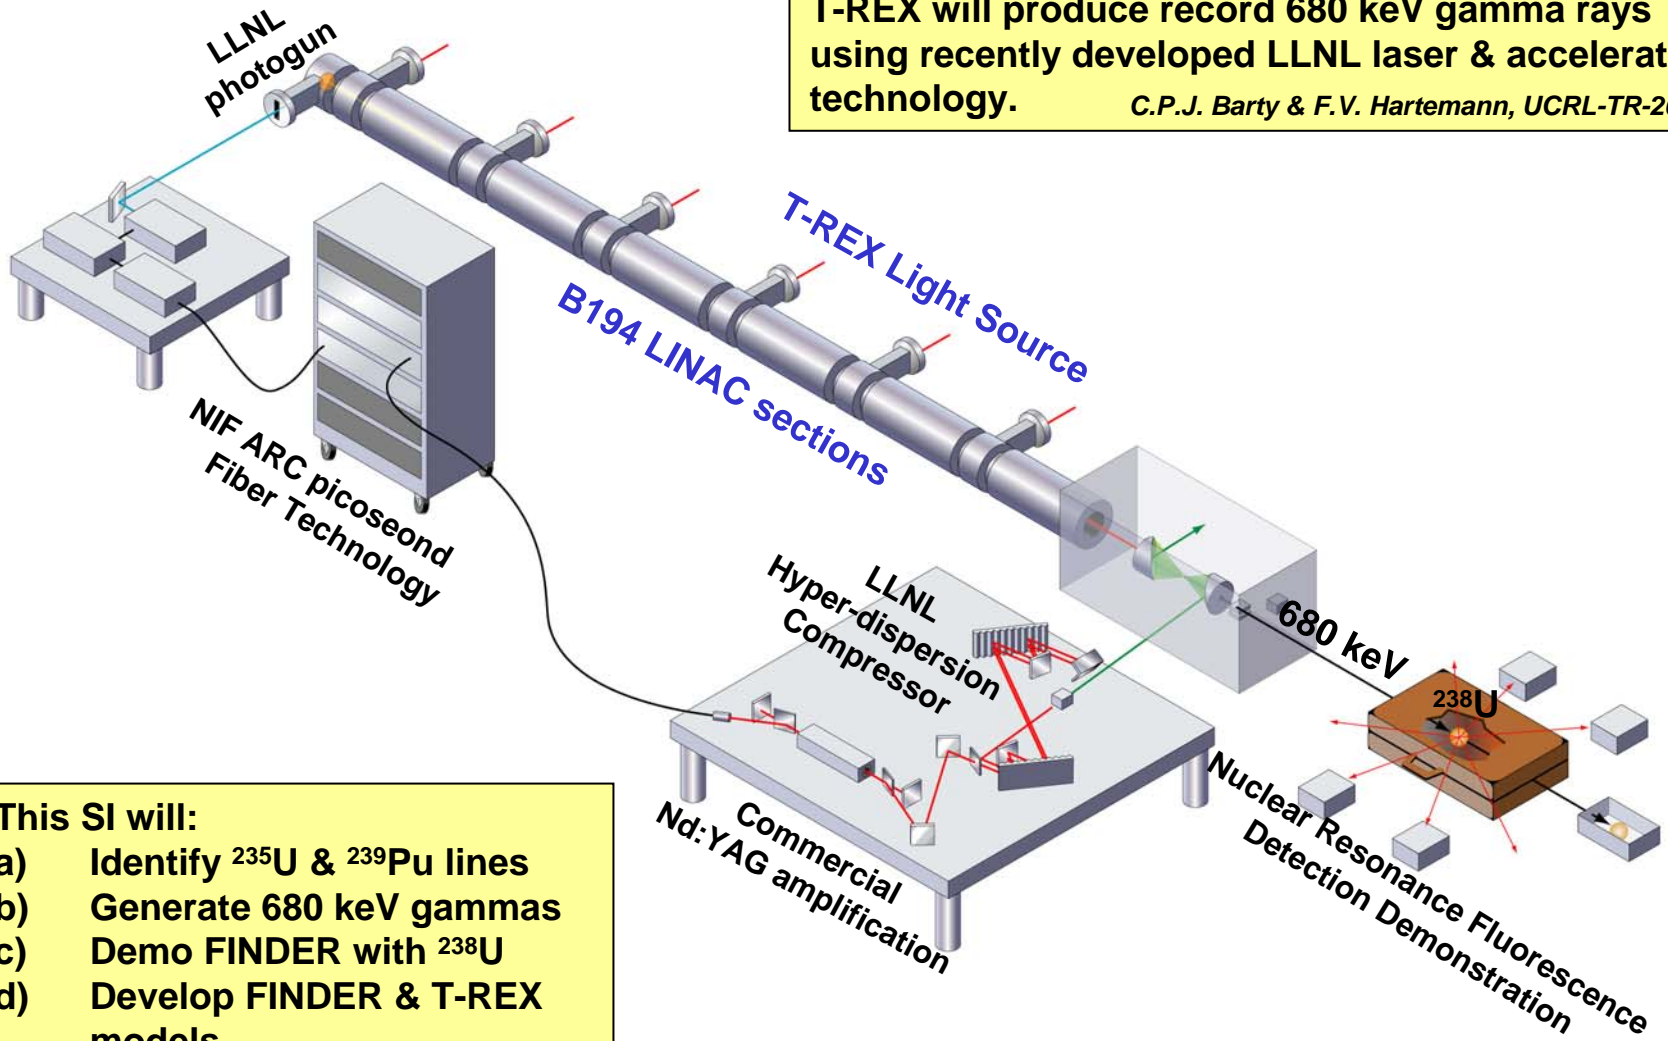 T-REX will produce record 680 keV gamma rays
using recently developed LLNL laser & accelerat
technology. C.P.J. Barty & F.V. Hartemann, UCRL-TR-20
LLNL
photogun
T-REX Light Source
B194 LINAC sections
NIF ARC picoseond
Fiber Technology
LLNL
Hyper-dispersion
Compressor
680 keV
²³⁸U
Nuclear Resonance Fluorescence
Detection Demonstration
Commercial
Nd:YAG amplification
This SI will:
a) Identify ²³⁵U & ²³⁹Pu lines
b) Generate 680 keV gammas
c) Demo FINDER with ²³⁸U
d) Develop FINDER & T-REX
models